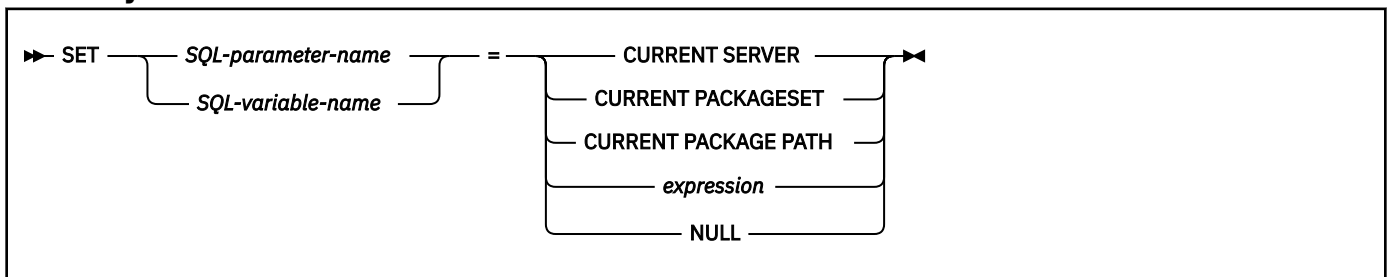 SET SQL-parameter-name = CURRENT SERVER
SQL-variable-name CURRENT PACKAGESET
CURRENT PACKAGE PATH
expression
NULL